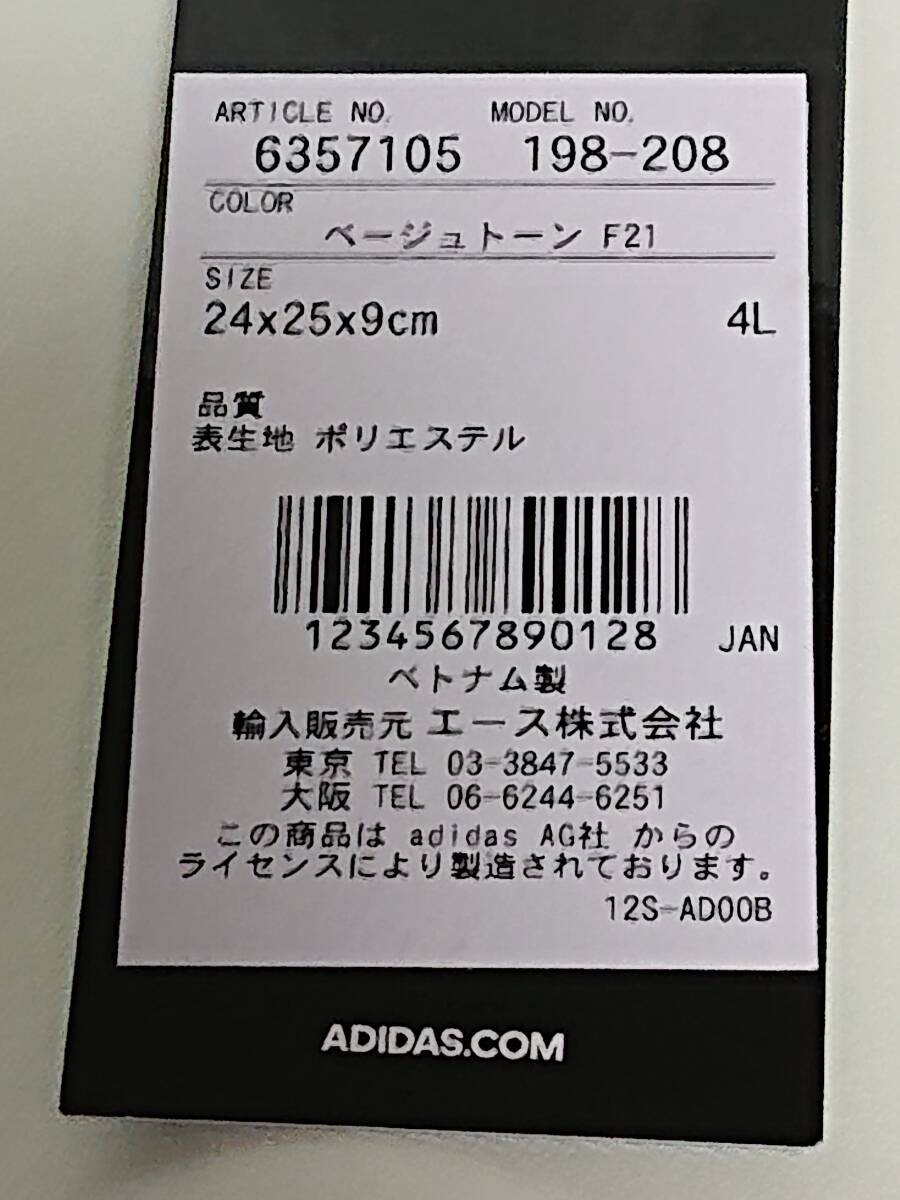 ARTICLE NO. MODEL NO.
6357105 198-208
COLOR
ベージュトーン F21
SIZE
24x25x9cm 4L
品質
表生地 ポリエステル
1234567890128 JAN
ベトナム製
輸入販売元 エース株式会社
東京 TEL 03-3847-5533
大阪 TEL 06-6244-6251
この商品は adidas AG社 からの
ライセンスにより製造されております。
12S-AD00B
ADIDAS.COM